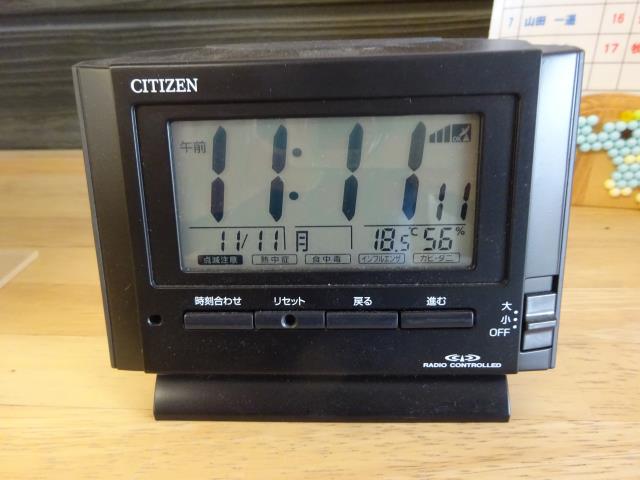 7 山田 一遥 16
17
CITIZEN
午前 11:11 11
11/11 月 18.5℃ 56%
点滅注意 熱中症 食中毒 インフルエンザ カビ・ダニ
時刻合わせ リセット 戻る 進む
大
小
OFF
RADIO CONTROLLED